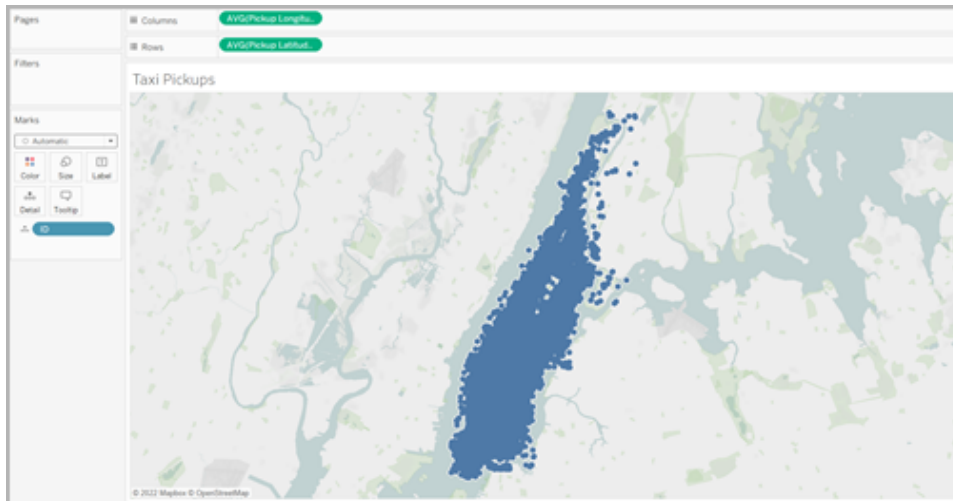 Pages
Columns
AVG(Pickup Longitu..
Rows
AVG(Pickup Latitud..
Filters
Taxi Pickups
Marks
Automatic
Color
Size
Label
Detail
Tooltip
ID
© 2022 Mapbox © OpenStreetMap